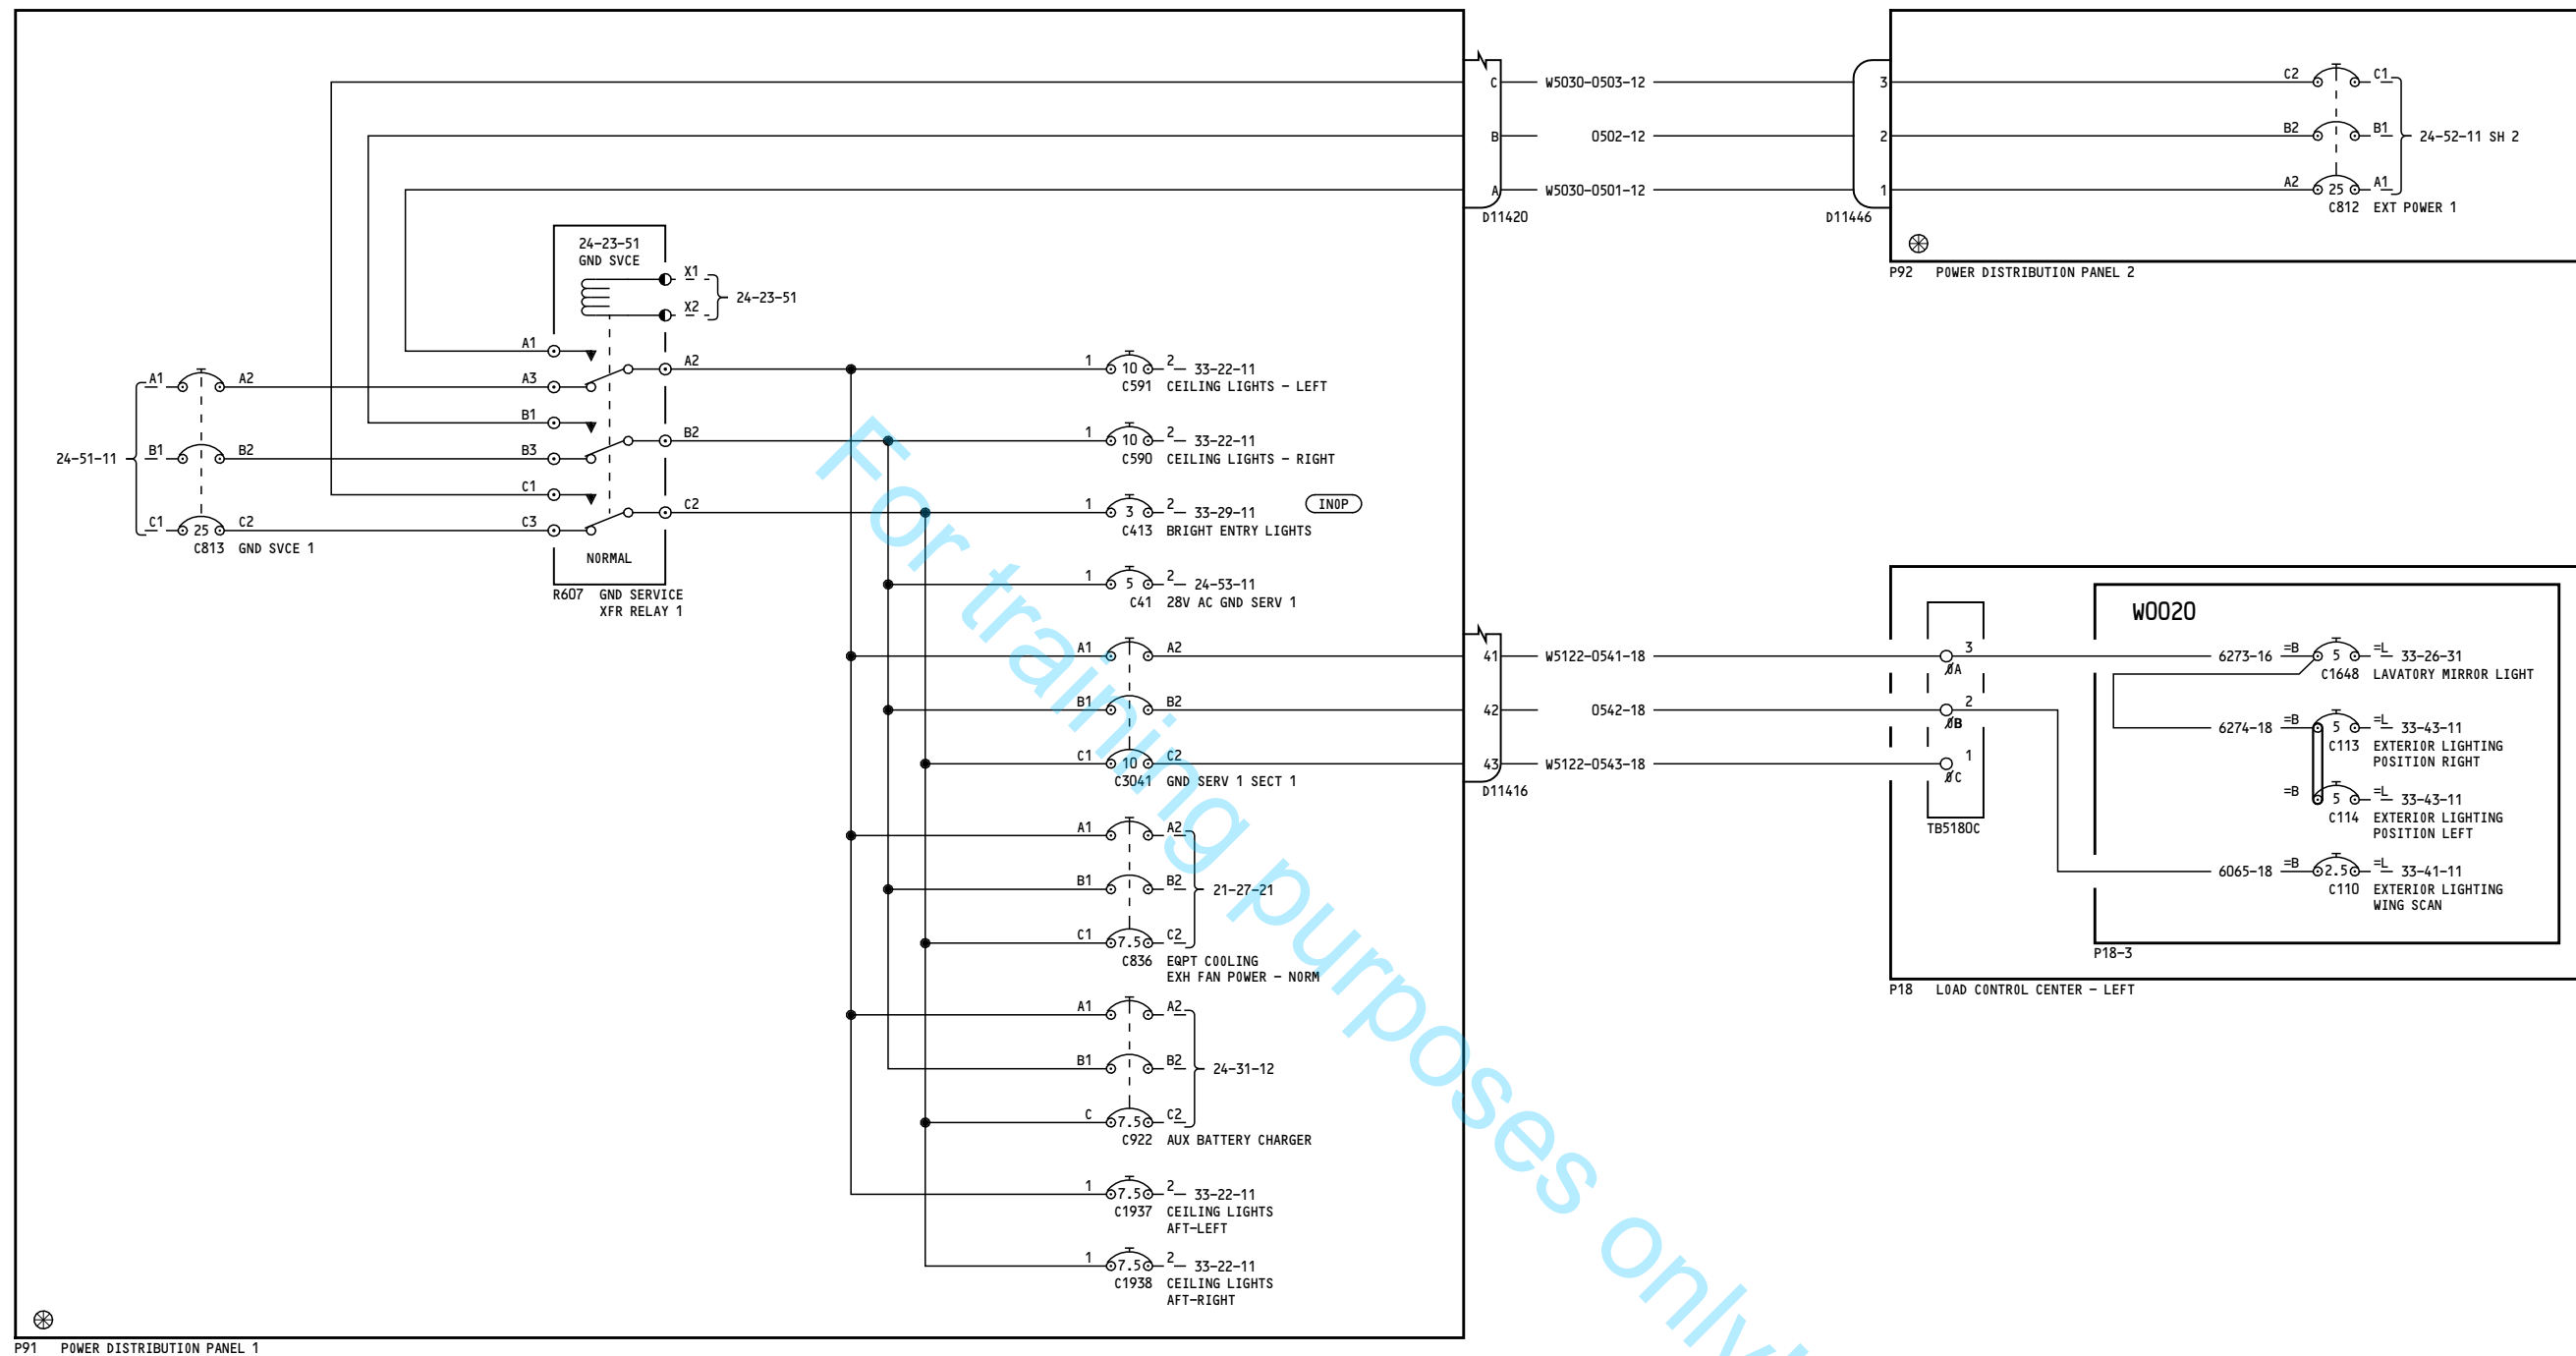 C W5030-0503-12 3 C2 C1
B 0502-12 2 B2 B1 24-52-11 SH 2
A W5030-0501-12 1 A2 25 A1
D11420 D11446 C812 EXT POWER 1
P92 POWER DISTRIBUTION PANEL 2
24-23-51
GND SVCE
X1
X2
24-23-51
A1
A3
B1
B3
C1
C3
A2
B2
C2
NORMAL
R607 GND SERVICE
XFR RELAY 1
24-51-11
A1 A2
B1 B2
C1 25 C2
C813 GND SVCE 1
1 10 2 33-22-11
C591 CEILING LIGHTS - LEFT
1 10 2 33-22-11
C590 CEILING LIGHTS - RIGHT
INOP
1 3 2 33-29-11
C413 BRIGHT ENTRY LIGHTS
1 5 2 24-53-11
C41 28V AC GND SERV 1
A1 A2 41 W5122-0541-18 3
ØA
B1 B2 42 0542-18 2
ØB
C1 10 C2 43 W5122-0543-18 1
ØC
C3041 GND SERV 1 SECT 1
D11416
TB5180C
A1 A2
B1 B2 21-27-21
C1 7.5 C2
C836 EQPT COOLING
EXH FAN POWER - NORM
A1 A2
B1 B2 24-31-12
C 7.5 C2
C922 AUX BATTERY CHARGER
1 7.5 2 33-22-11
C1937 CEILING LIGHTS
AFT-LEFT
1 7.5 2 33-22-11
C1938 CEILING LIGHTS
AFT-RIGHT
P91 POWER DISTRIBUTION PANEL 1
W0020
6273-16 =B 5 =L 33-26-31
C1648 LAVATORY MIRROR LIGHT
6274-18 =B 5 =L 33-43-11
C113 EXTERIOR LIGHTING
POSITION RIGHT
=B 5 =L 33-43-11
C114 EXTERIOR LIGHTING
POSITION LEFT
6065-18 =B 2.5 =L 33-41-11
C110 EXTERIOR LIGHTING
WING SCAN
P18-3
P18 LOAD CONTROL CENTER - LEFT
For training purposes only!